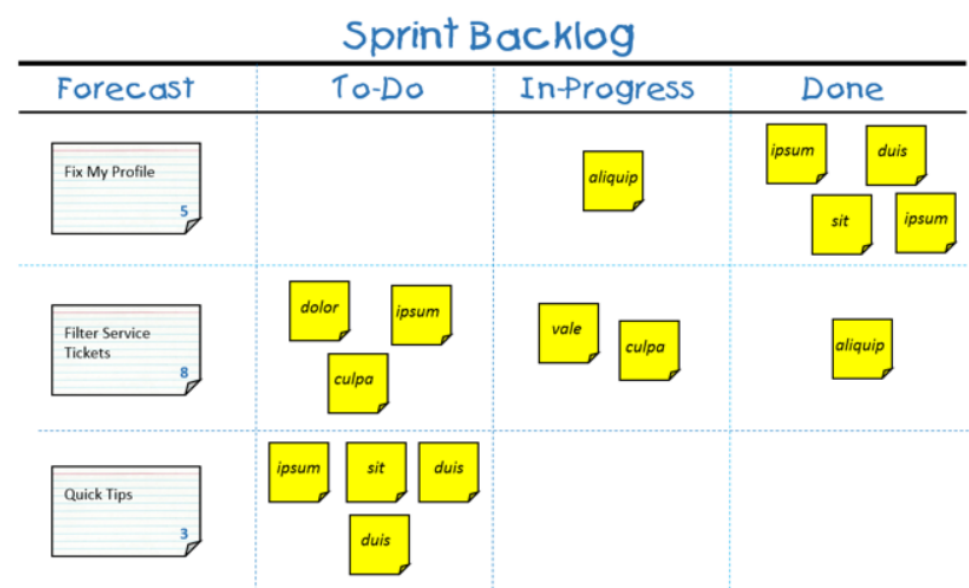 Sprint Backlog
Forecast To-Do In-Progress Done
Fix My Profile
5
aliquip
ipsum
duis
sit
ipsum
Filter Service
Tickets
8
dolor
ipsum
culpa
vale
culpa
aliquip
Quick Tips
3
ipsum
sit
duis
duis